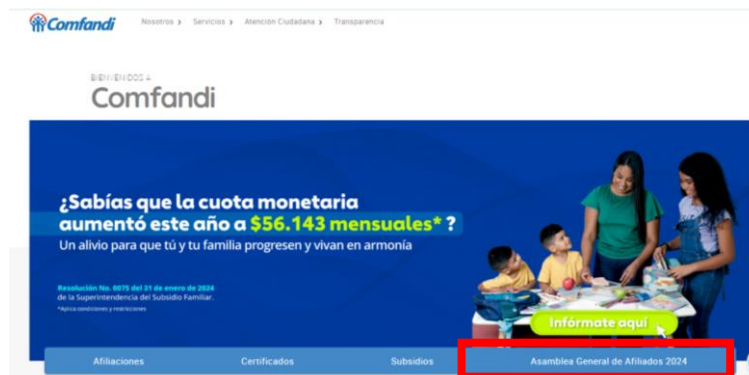 Comfandi
Nosotros Servicios Atención Ciudadana Transparencia
BIENVENIDOS A
Comfandi
¿Sabías que la cuota monetaria
aumentó este año a $56.143 mensuales* ?
Un alivio para que tú y tu familia progresen y vivan en armonía
Resolución No. 0075 del 31 de enero de 2024
de la Superintendencia del Subsidio Familiar.
*Aplica condiciones y restricciones
Infórmate aquí
Afiliaciones Certificados Subsidios Asamblea General de Afiliados 2024